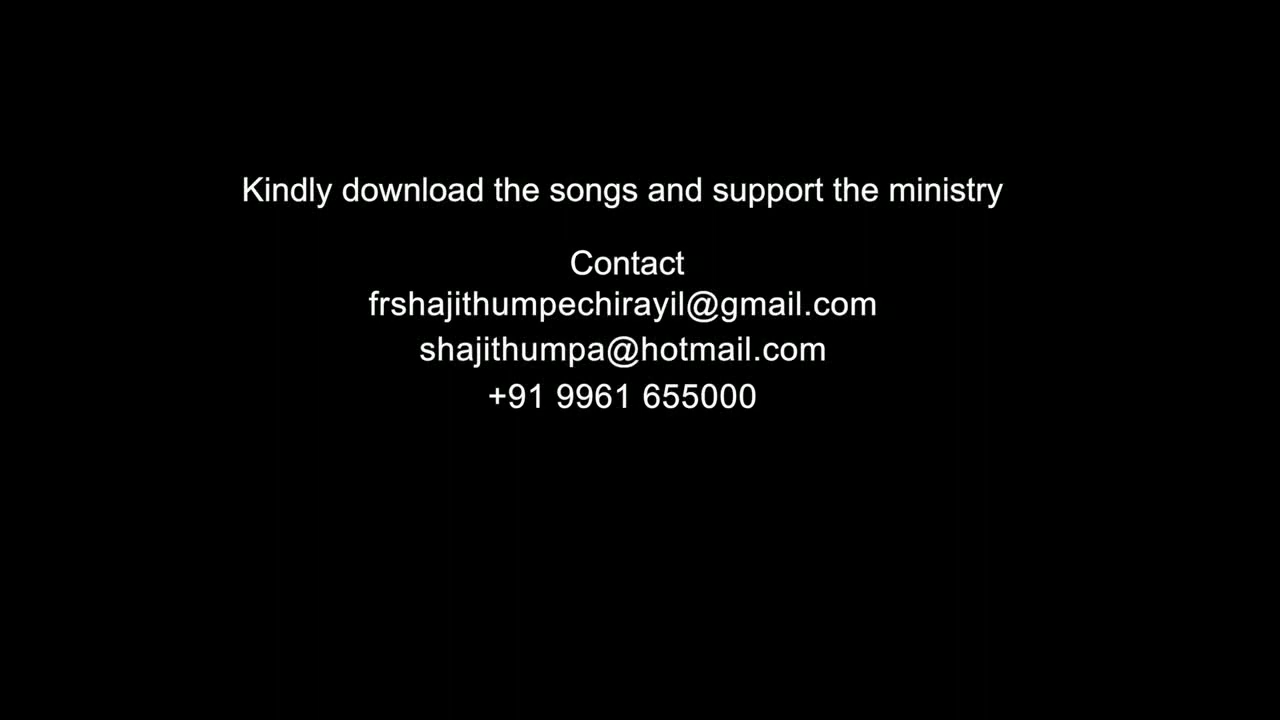 Kindly download the songs and support the ministry
Contact
frshajithumpechirayil@gmail.com
shajithumpa@hotmail.com
+91 9961 655000